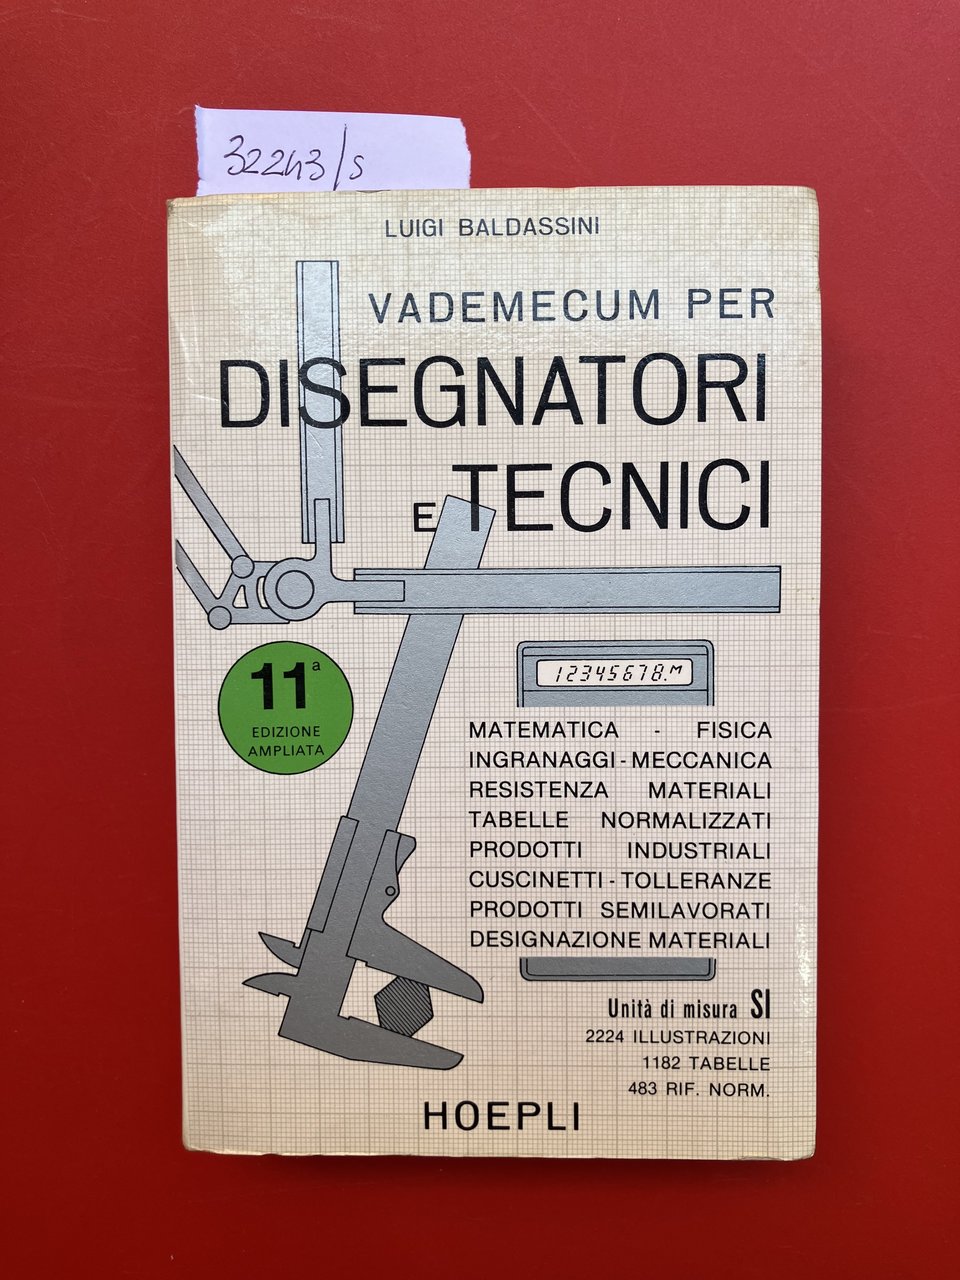 32243/s
LUIGI BALDASSINI
VADEMECUM PER
DISEGNATORI
E TECNICI
11a
EDIZIONE
AMPLIATA
12345678.M
MATEMATICA - FISICA
INGRANAGGI - MECCANICA
RESISTENZA MATERIALI
TABELLE NORMALIZZATI
PRODOTTI INDUSTRIALI
CUSCINETTI - TOLLERANZE
PRODOTTI SEMILAVORATI
DESIGNAZIONE MATERIALI
Unità di misura SI
2224 ILLUSTRAZIONI
1182 TABELLE
483 RIF. NORM.
HOEPLI